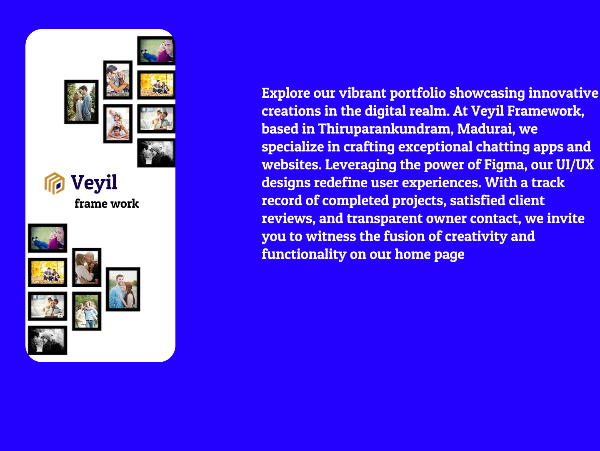 Veyil
frame work
Explore our vibrant portfolio showcasing innovative
creations in the digital realm. At Veyil Framework,
based in Thiruparankundram, Madurai, we
specialize in crafting exceptional chatting apps and
websites. Leveraging the power of Figma, our UI/UX
designs redefine user experiences. With a track
record of completed projects, satisfied client
reviews, and transparent owner contact, we invite
you to witness the fusion of creativity and
functionality on our home page